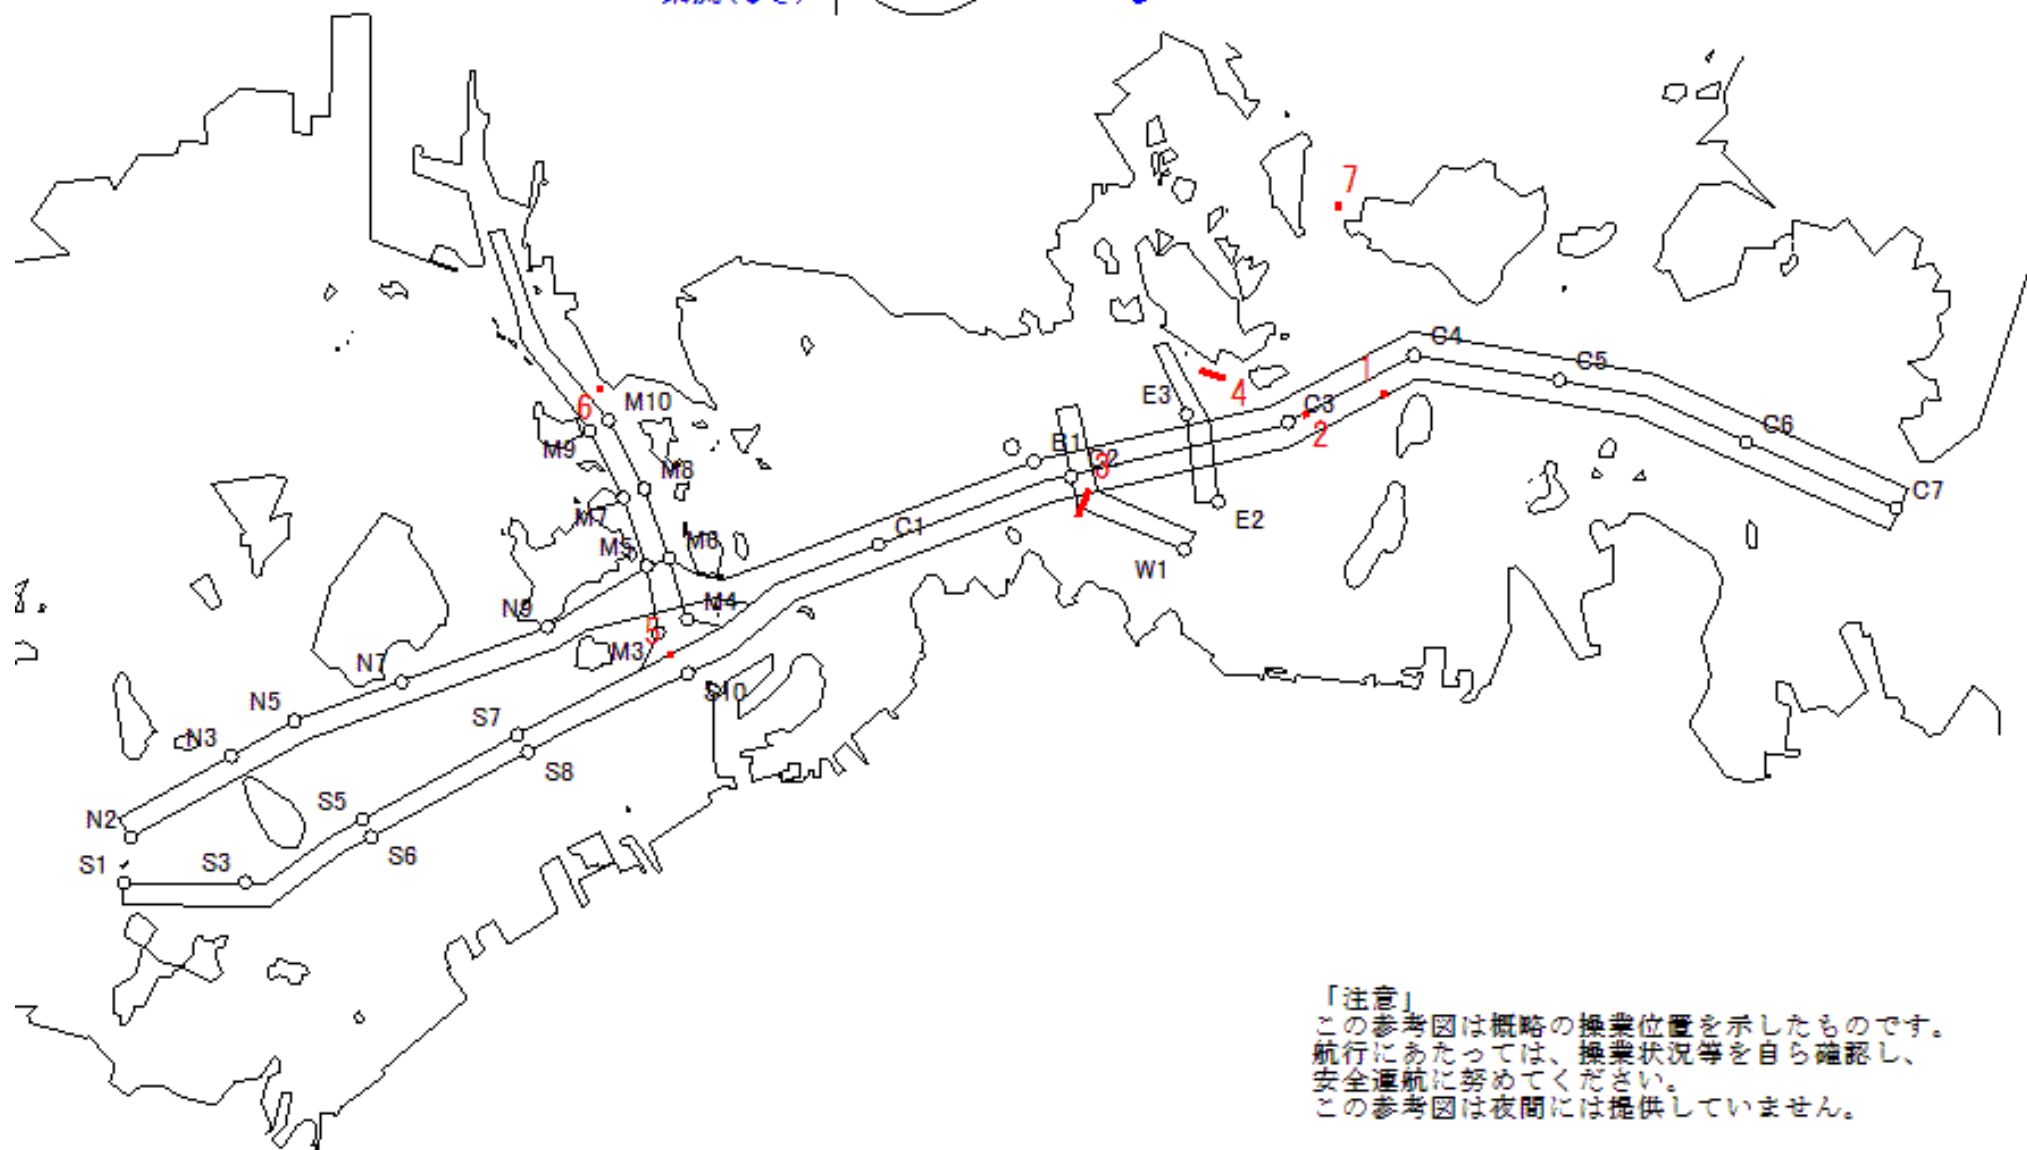 7
C4
1
C5
4
E3
C3
2
C6
6
M10
B1
3
M9
M8
C7
M7
E2
C1
M5
M6
W1
N9
M4
5
M3
N7
S10
N5
S7
N3
S8
S5
N2
S6
S1
S3
「注意」
この参考図は概略の操業位置を示したものです。
航行にあたっては、操業状況等を自ら確認し、
安全運航に努めてください。
この参考図は夜間には提供していません。